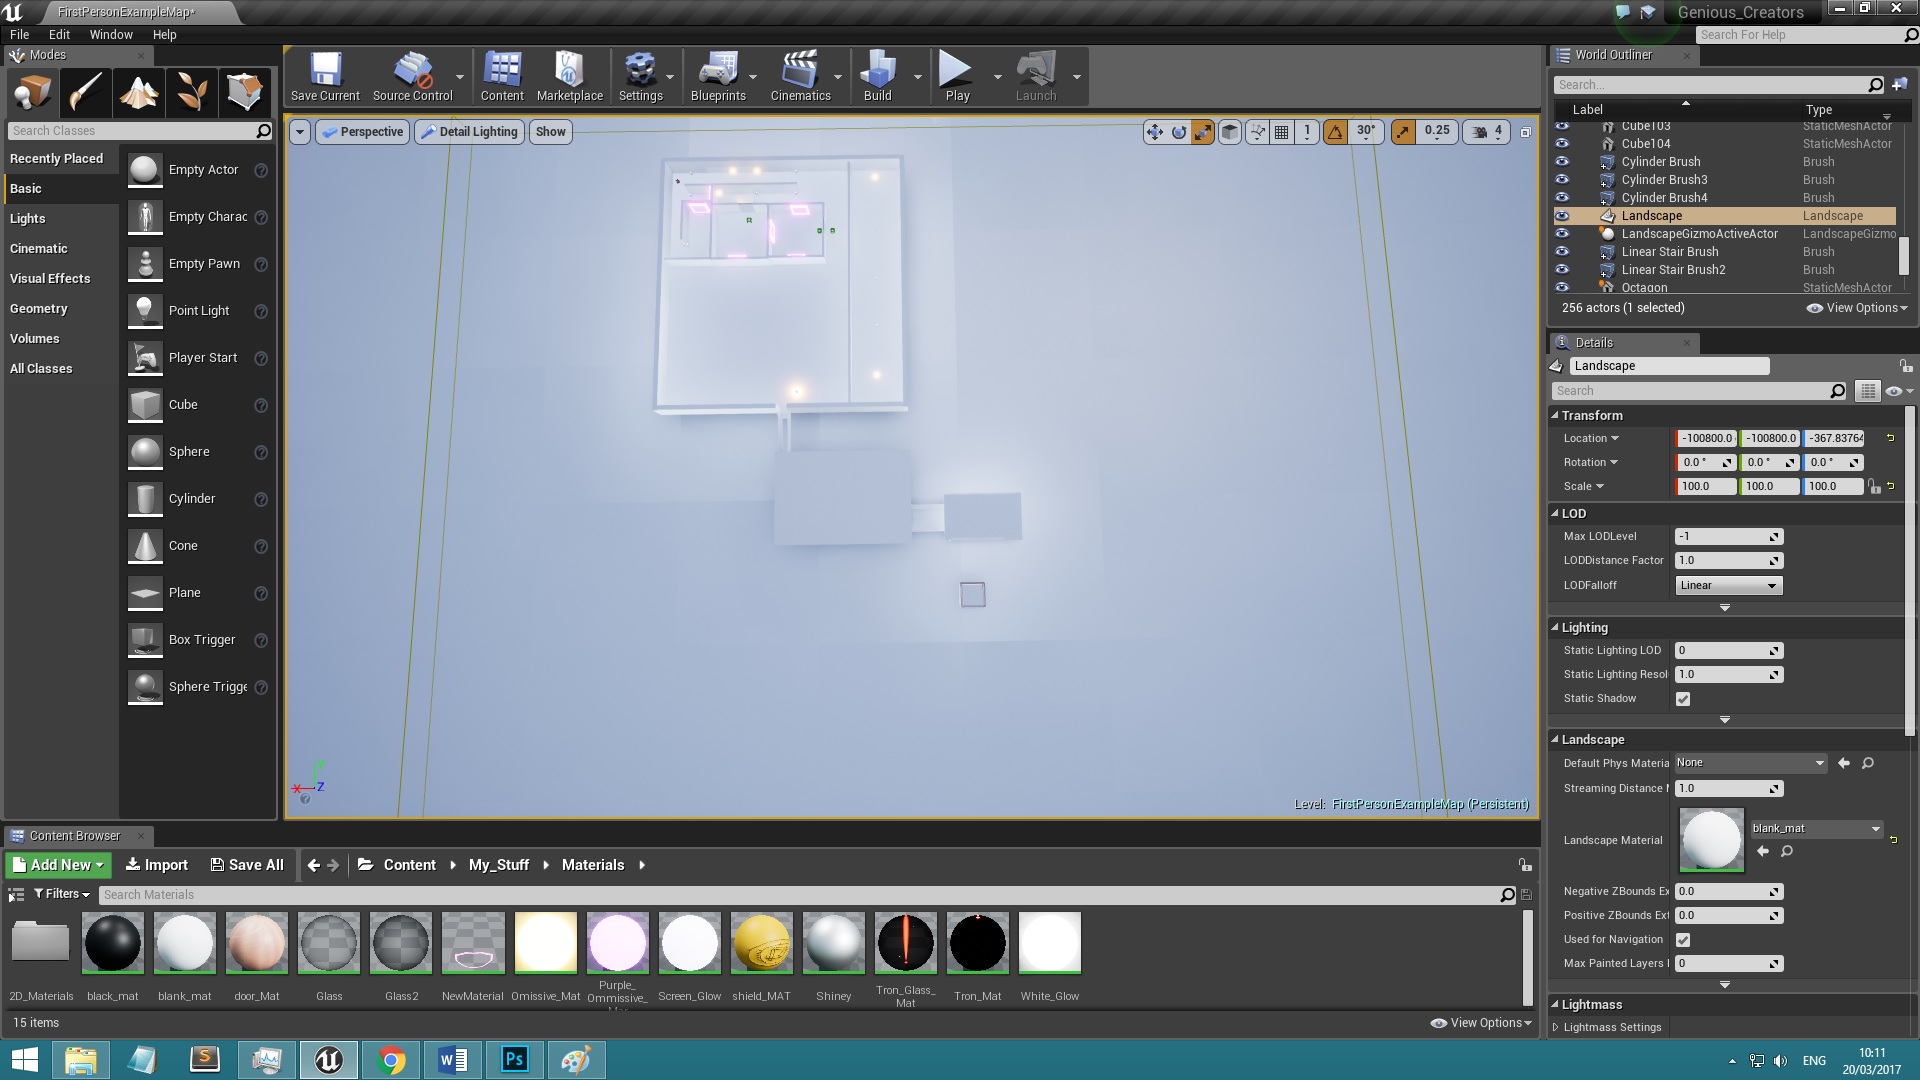 FirstPersonExampleMap*
Genious_Creators
File Edit Window Help
Search For Help
Modes
Search Classes
Recently Placed
Basic
Lights
Cinematic
Visual Effects
Geometry
Volumes
All Classes
Empty Actor
Empty Charac
Empty Pawn
Point Light
Player Start
Cube
Sphere
Cylinder
Cone
Plane
Box Trigger
Sphere Trigge
Save Current
Source Control
Content
Marketplace
Settings
Blueprints
Cinematics
Build
Play
Launch
Perspective
Detail Lighting
Show
1
30°
0.25
4
X
Y
Z
Level: FirstPersonExampleMap (Persistent)
World Outliner
Search...
Label Type
Cube103 StaticMeshActor
Cube104 StaticMeshActor
Cylinder Brush Brush
Cylinder Brush3 Brush
Cylinder Brush4 Brush
Landscape Landscape
LandscapeGizmoActiveActor LandscapeGizmo
Linear Stair Brush Brush
Linear Stair Brush2 Brush
Octagon StaticMeshActor
256 actors (1 selected)
View Options
Details
Landscape
Search
Transform
Location -100800.0 -100800.0 -367.83764
Rotation 0.0 ° 0.0 ° 0.0 °
Scale 100.0 100.0 100.0
LOD
Max LODLevel -1
LODDistance Factor 1.0
LODFalloff Linear
Lighting
Static Lighting LOD 0
Static Lighting Resol 1.0
Static Shadow
Landscape
Default Phys Materia None
Streaming Distance 1.0
Landscape Material blank_mat
Negative ZBounds Ex 0.0
Positive ZBounds Ext 0.0
Used for Navigation
Max Painted Layers 0
Lightmass
Lightmass Settings
Content Browser
Add New
Import
Save All
Content
My_Stuff
Materials
Filters
Search Materials
2D_Materials
black_mat
blank_mat
door_Mat
Glass
Glass2
NewMaterial
Omissive_Mat
Purple_
Ommissive_
Screen_Glow
shield_MAT
Shiney
Tron_Glass_
Mat
Tron_Mat
White_Glow
15 items
View Options
S
W
Ps
ENG
10:11
20/03/2017